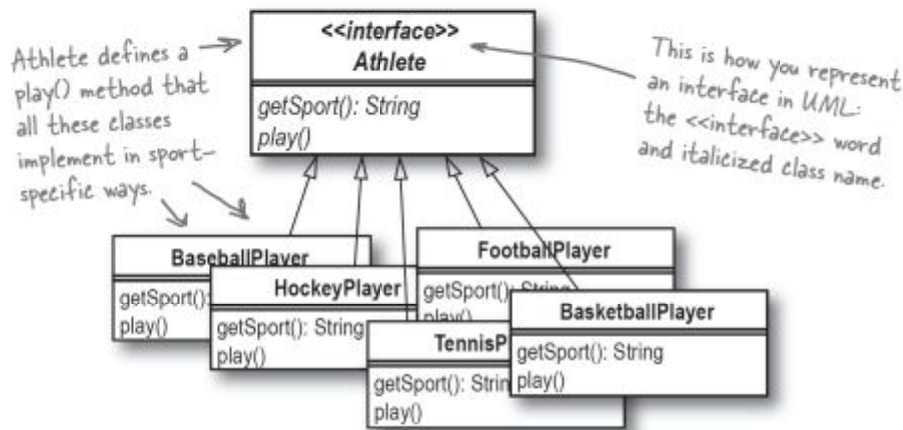 <<interface>>
Athlete
getSport(): String
play()
Athlete defines a
play() method that
all these classes
implement in sport-
specific ways.
This is how you represent
an interface in UML:
the <<interface>> word
and italicized class name.
BaseballPlayer
getSport():
play()
HockeyPlayer
getSport(): String
play()
FootballPlayer
getSport(): String
TennisP
getSport(): Strin
play()
BasketballPlayer
getSport(): String
play()